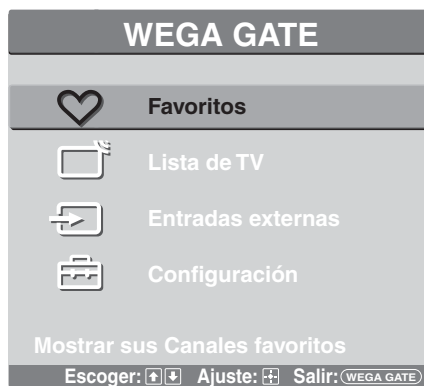 WEGA GATE
Favoritos
Lista de TV
Entradas externas
Configuración
Mostrar sus Canales favoritos
Escoger: Ajuste: Salir: WEGA GATE